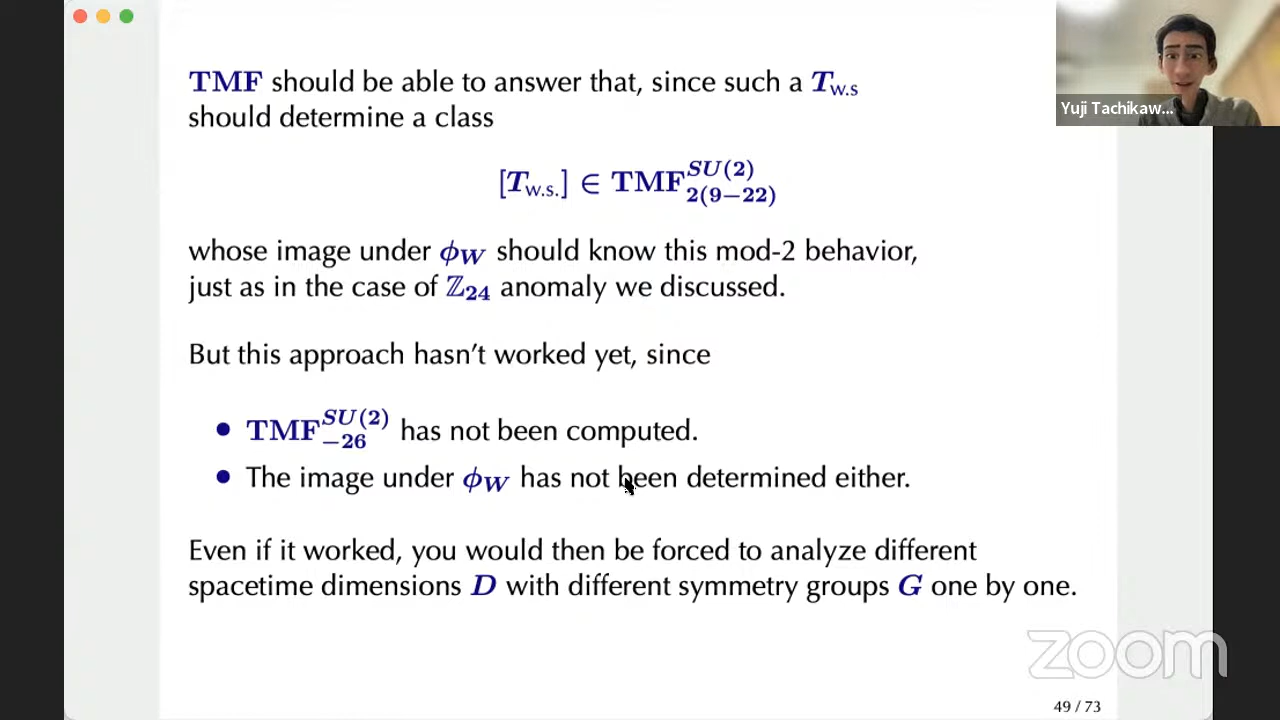 TMF should be able to answer that, since such a T_w.s
should determine a class
[T_w.s.] ∈ TMF^{SU(2)}_{2(9−22)}
whose image under ϕ_W should know this mod-2 behavior,
just as in the case of ℤ_24 anomaly we discussed.
But this approach hasn't worked yet, since
• TMF^{SU(2)}_{−26} has not been computed.
• The image under ϕ_W has not been determined either.
Even if it worked, you would then be forced to analyze different
spacetime dimensions D with different symmetry groups G one by one.
49 / 73
Yuji Tachikaw...
zoom